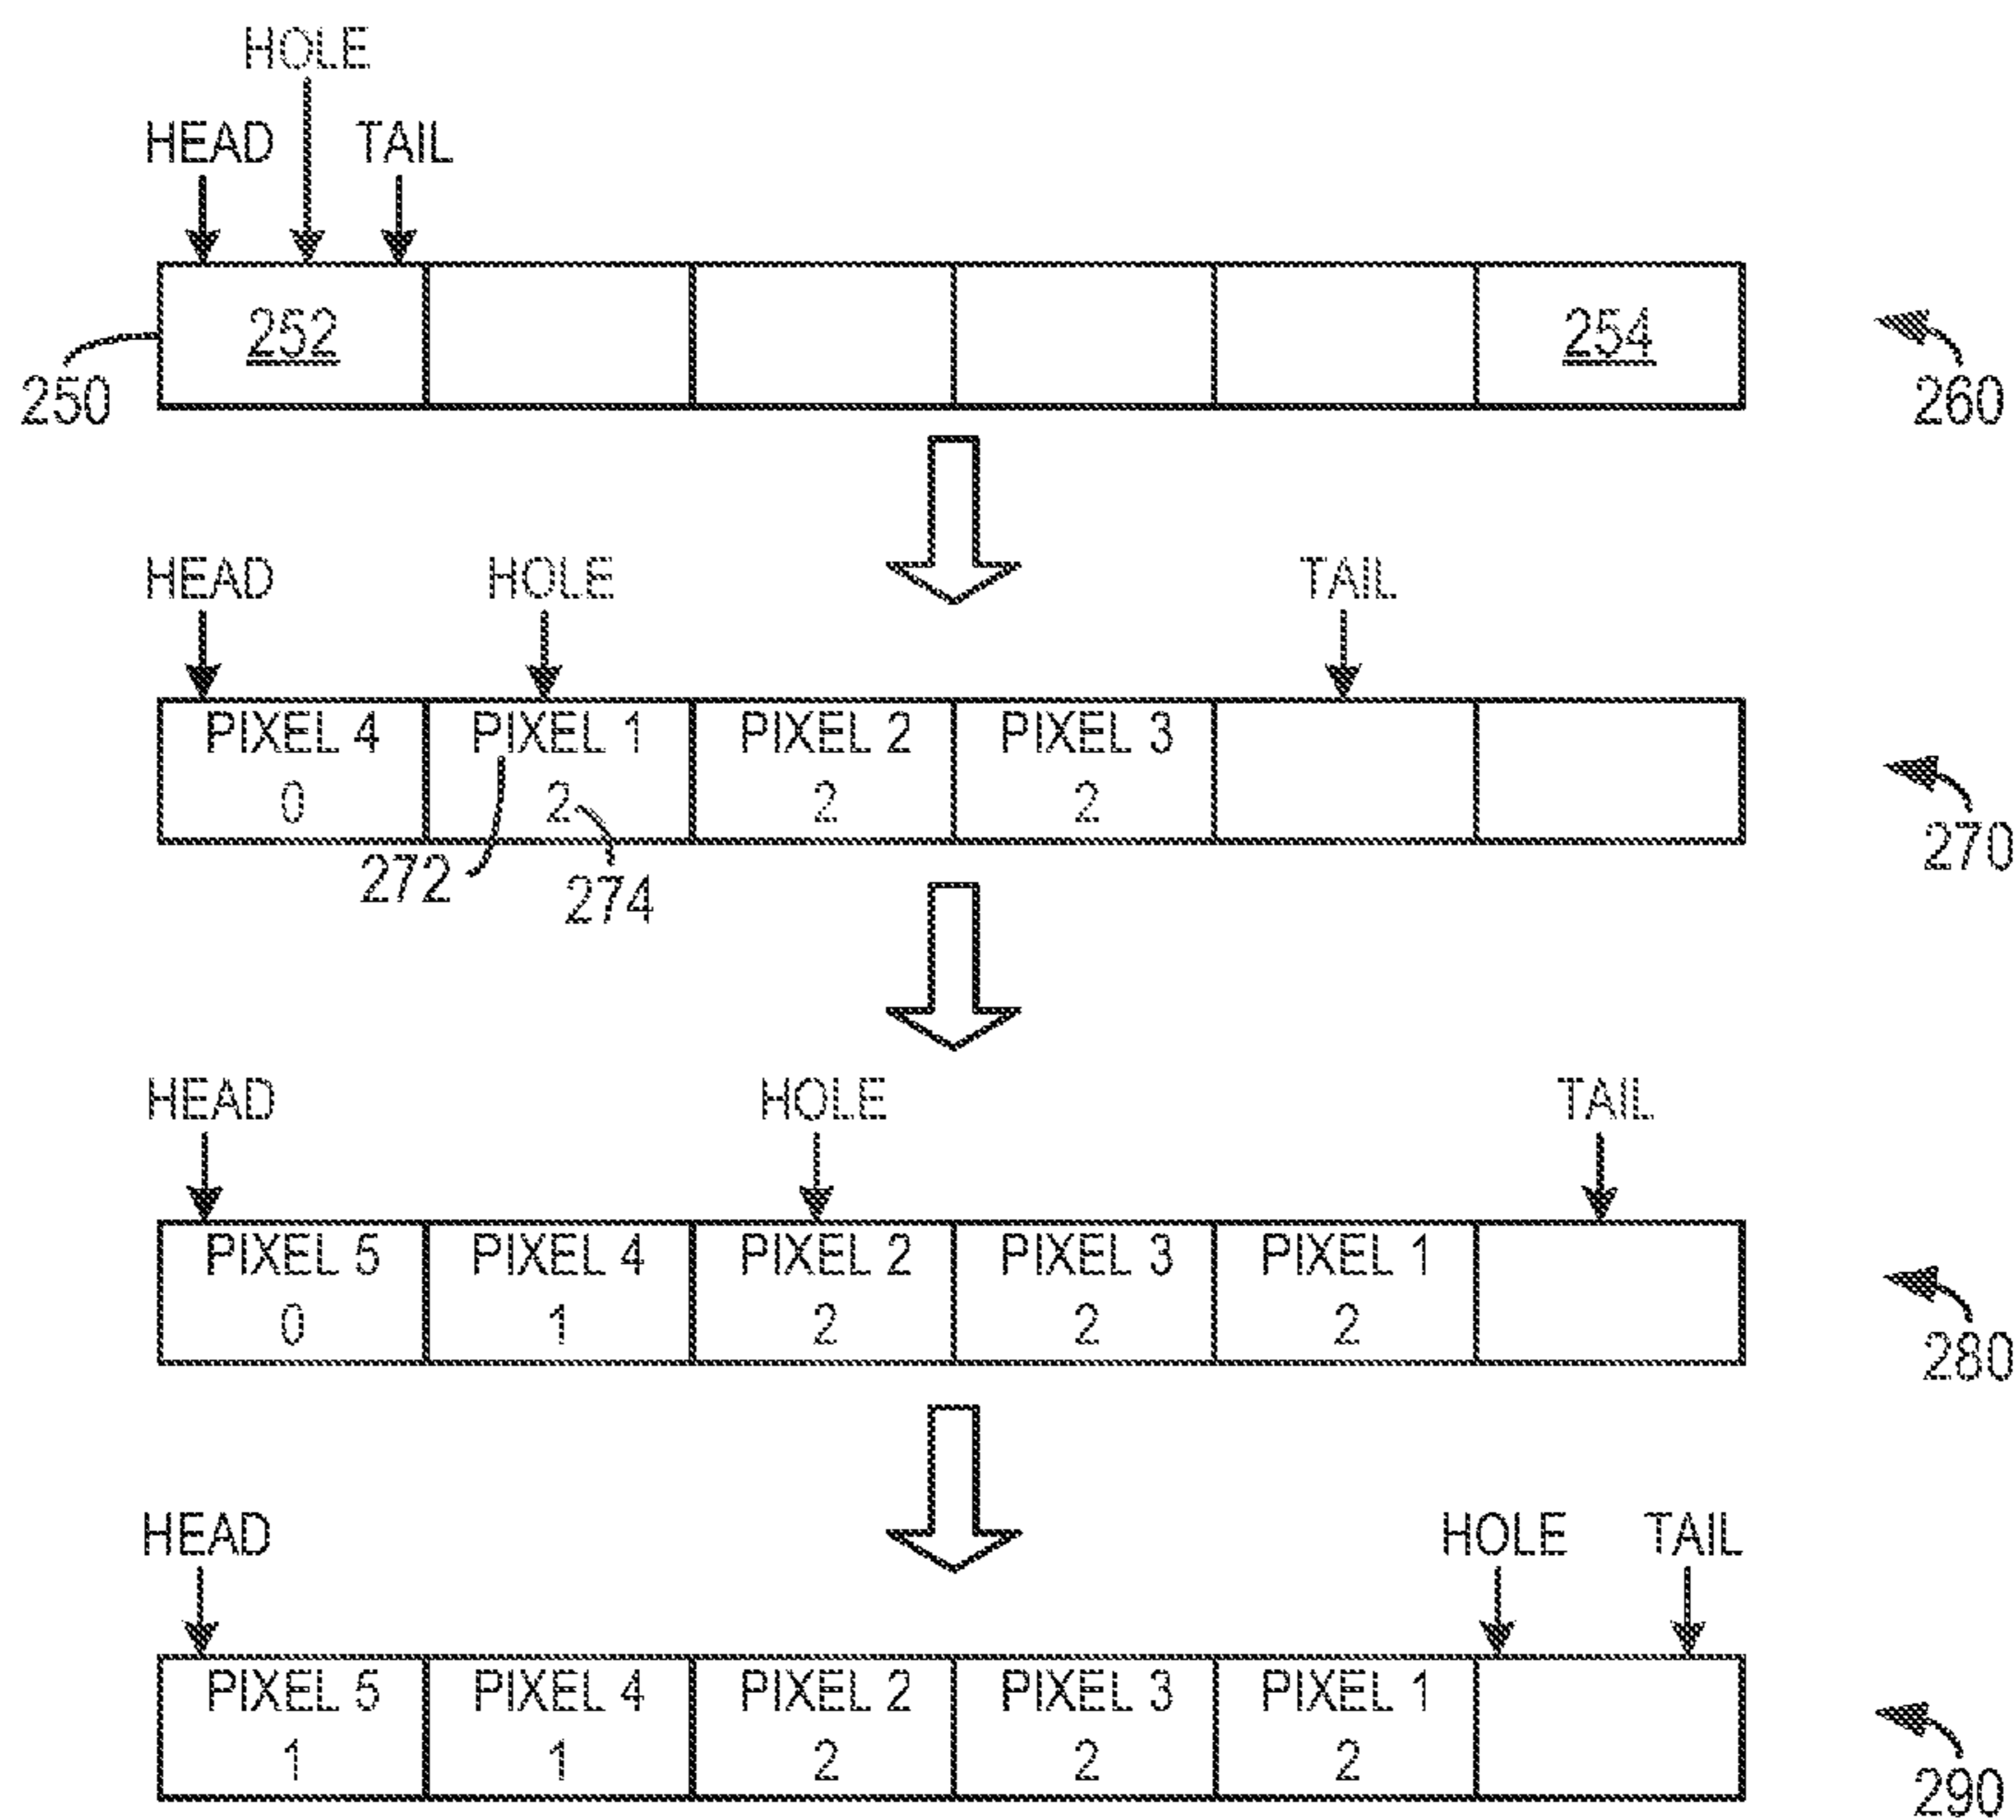 HOLE
HEAD TAIL
252 254
250 260
HEAD HOLE TAIL
PIXEL 4 PIXEL 1 PIXEL 2 PIXEL 3
0 2 2 2
272 274 270
HEAD HOLE TAIL
PIXEL 5 PIXEL 4 PIXEL 2 PIXEL 3 PIXEL 1
0 1 2 2 2
280
HEAD HOLE TAIL
PIXEL 5 PIXEL 4 PIXEL 2 PIXEL 3 PIXEL 1
1 1 2 2 2
290